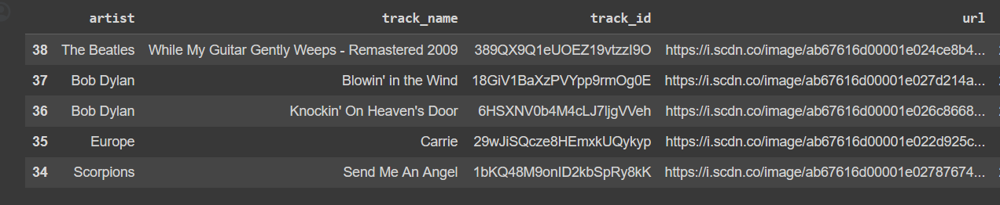 artist track_name track_id url
38 The Beatles While My Guitar Gently Weeps - Remastered 2009 389QX9Q1eUOEZ19vtzzI9O https://i.scdn.co/image/ab67616d00001e024ce8b4...
37 Bob Dylan Blowin' in the Wind 18GiV1BaXzPVYpp9rmOg0E https://i.scdn.co/image/ab67616d00001e027d214a...
36 Bob Dylan Knockin' On Heaven's Door 6HSXNV0b4M4cLJ7ljgVVeh https://i.scdn.co/image/ab67616d00001e026c8668...
35 Europe Carrie 29wJiSQcze8HEmxkUQykyp https://i.scdn.co/image/ab67616d00001e022d925c...
34 Scorpions Send Me An Angel 1bKQ48M9onID2kbSpRy8kK https://i.scdn.co/image/ab67616d00001e02787674...